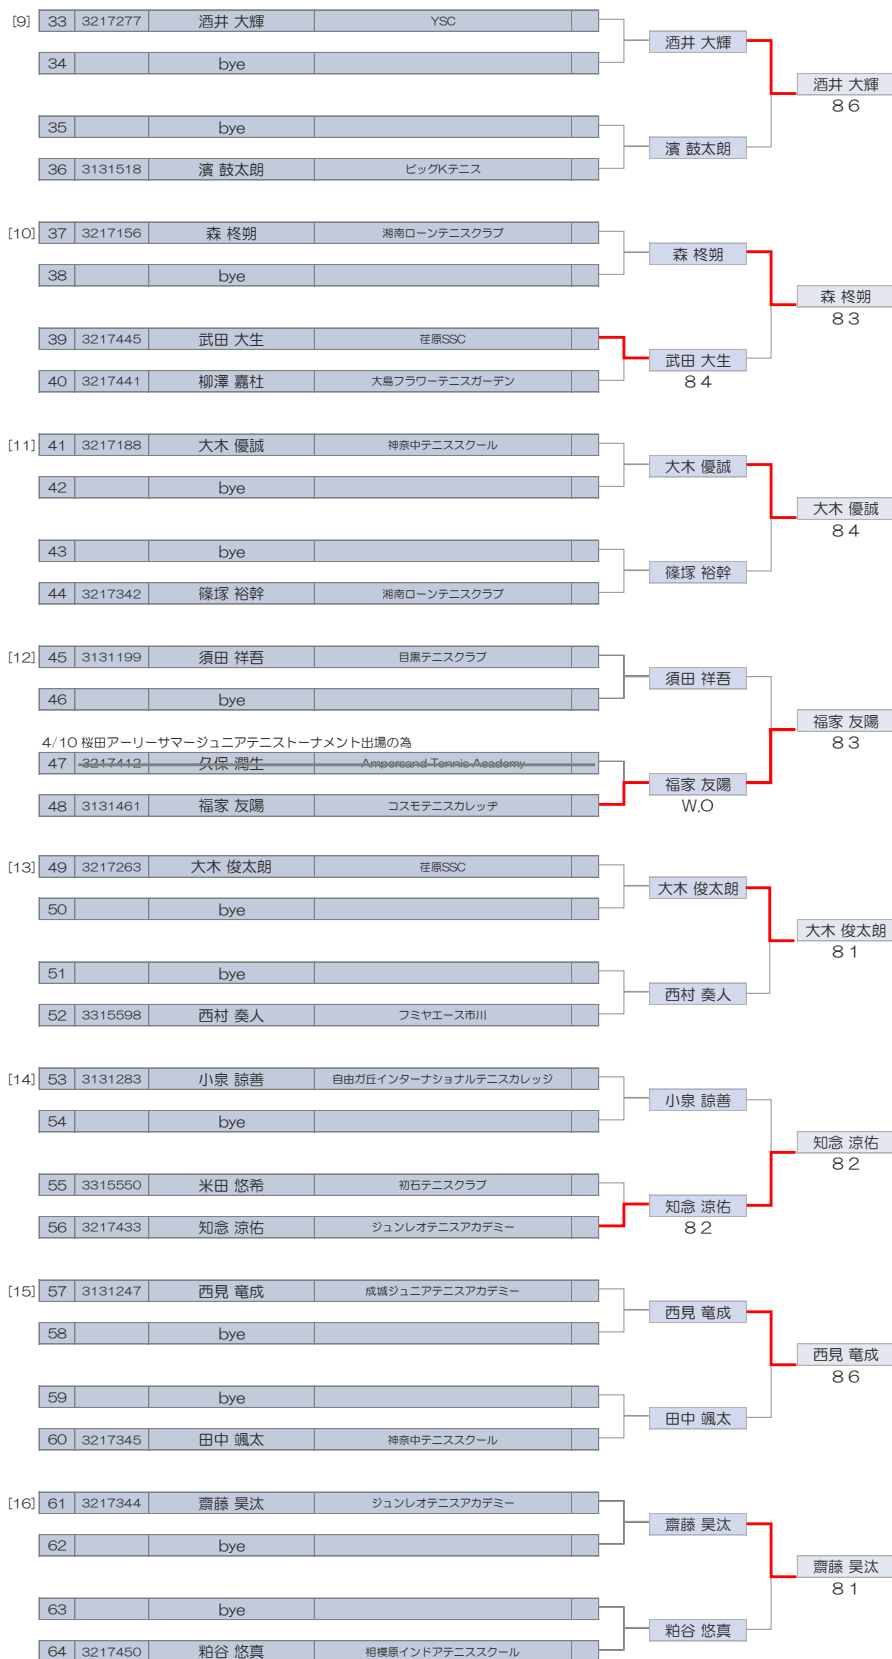 [9] 33 3217277 酒井 大輝 YSC
酒井 大輝
34 bye
酒井 大輝
86
35 bye
濱 鼓太朗
36 3131518 濱 鼓太朗 ビッグKテニス
[10] 37 3217156 森 柊朔 湘南ローンテニスクラブ
森 柊朔
38 bye
森 柊朔
83
39 3217445 武田 大生 荏原SSC
武田 大生
40 3217441 柳澤 嘉杜 大島フラワーテニスガーデン
84
[11] 41 3217188 大木 優誠 神奈中テニススクール
大木 優誠
42 bye
大木 優誠
84
43 bye
篠塚 裕幹
44 3217342 篠塚 裕幹 湘南ローンテニスクラブ
[12] 45 3131199 須田 祥吾 目黒テニスクラブ
須田 祥吾
46 bye
福家 友陽
4/10 桜田アーリーサマージュニアテニストーナメント出場の為
83
47 3217412 久保 潤生 Ampersand Tennis Academy
福家 友陽
48 3131461 福家 友陽 コスモテニスカレッヂ
W.O
[13] 49 3217263 大木 俊太朗 荏原SSC
大木 俊太朗
50 bye
大木 俊太朗
81
51 bye
西村 奏人
52 3315598 西村 奏人 フミヤエース市川
[14] 53 3131283 小泉 諒善 自由ガ丘インターナショナルテニスカレッジ
小泉 諒善
54 bye
知念 涼佑
82
55 3315550 米田 悠希 初石テニスクラブ
知念 涼佑
56 3217433 知念 涼佑 ジュンレオテニスアカデミー
82
[15] 57 3131247 西見 竜成 成城ジュニアテニスアカデミー
西見 竜成
58 bye
西見 竜成
86
59 bye
田中 颯太
60 3217345 田中 颯太 神奈中テニススクール
[16] 61 3217344 齋藤 昊汰 ジュンレオテニスアカデミー
齋藤 昊汰
62 bye
齋藤 昊汰
81
63 bye
粕谷 悠真
64 3217450 粕谷 悠真 相模原インドアテニススクール